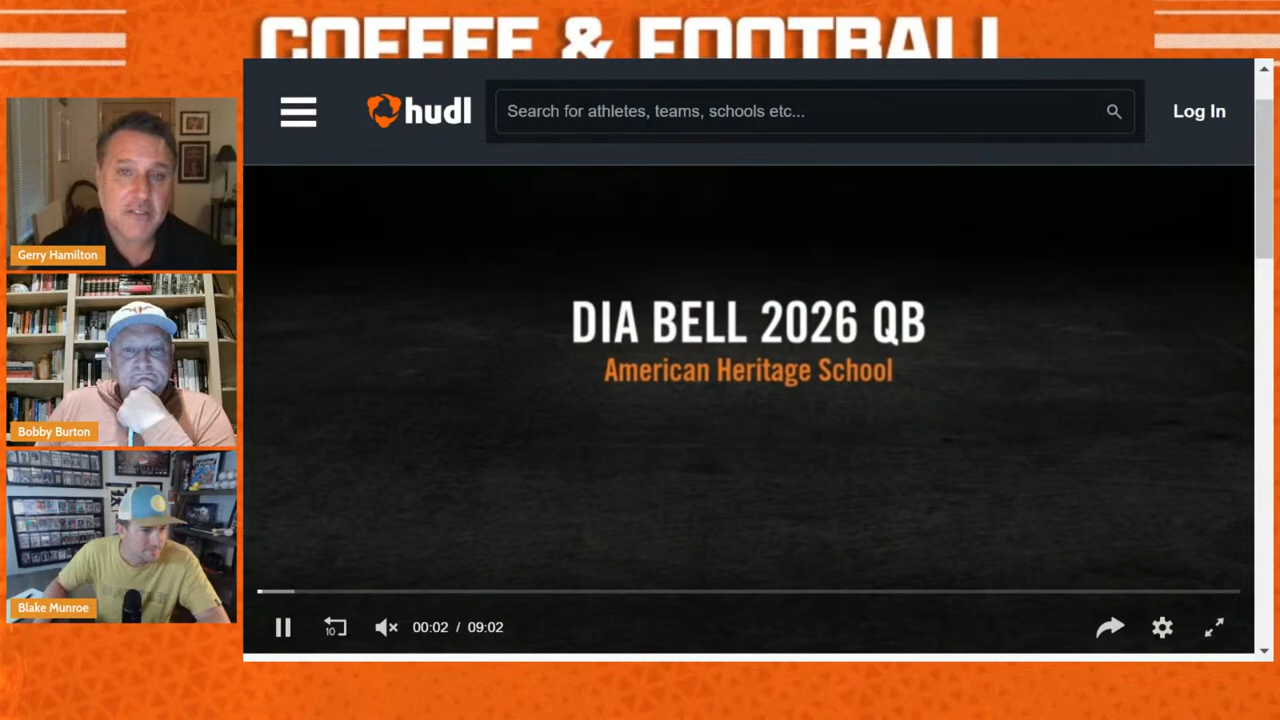 COFFEE & FOOTBALL
hudl
Search for athletes, teams, schools etc...
Log In
Gerry Hamilton
DIA BELL 2026 QB
American Heritage School
Bobby Burton
Blake Munroe
10
00:02 / 09:02